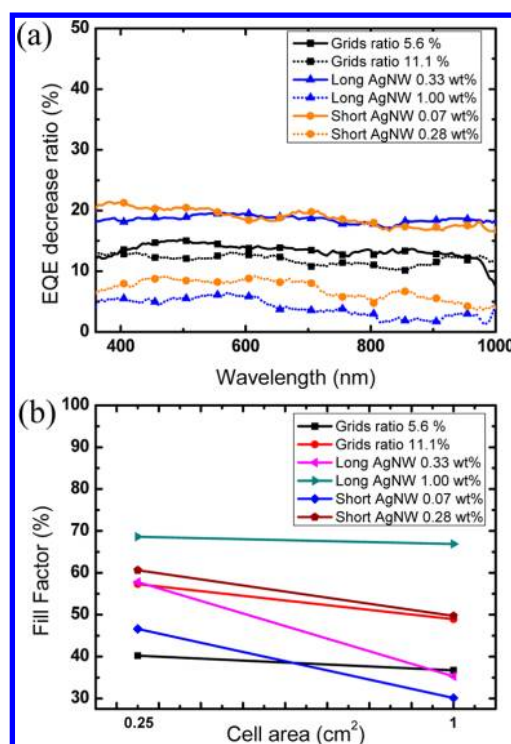 (a)
50
40
30
20
10
0
EQE decrease ratio (%)
Grids ratio 5.6 %
Grids ratio 11.1 %
Long AgNW 0.33 wt%
Long AgNW 1.00 wt%
Short AgNW 0.07 wt%
Short AgNW 0.28 wt%
400 600 800 1000
Wavelength (nm)
(b)
100
90
80
70
60
50
40
30
Fill Factor (%)
Grids ratio 5.6 %
Grids ratio 11.1%
Long AgNW 0.33 wt%
Long AgNW 1.00 wt%
Short AgNW 0.07 wt%
Short AgNW 0.28 wt%
0.25 1
Cell area (cm²)